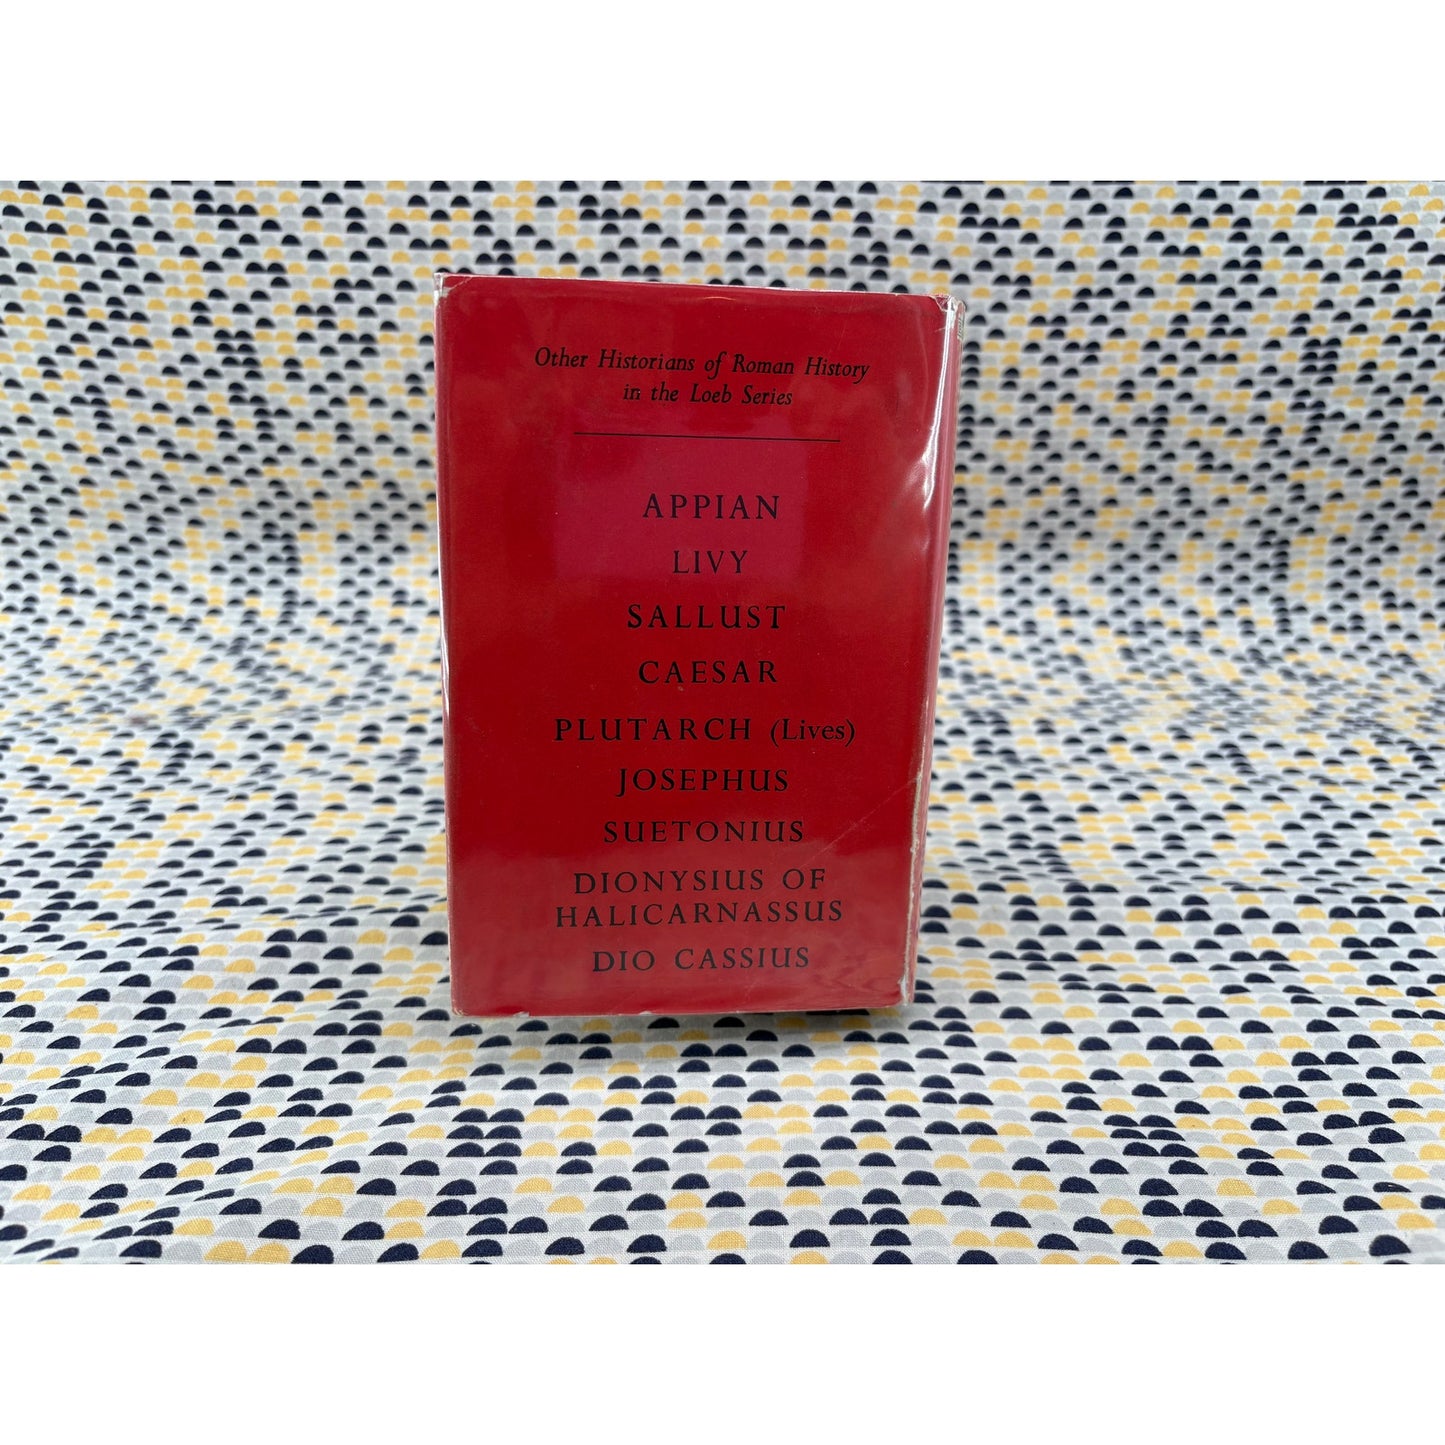 Other Historians of Roman History
in the Loeb Series
APPIAN
LIVY
SALLUST
CAESAR
PLUTARCH (Lives)
JOSEPHUS
SUETONIUS
DIONYSIUS OF
HALICARNASSUS
DIO CASSIUS